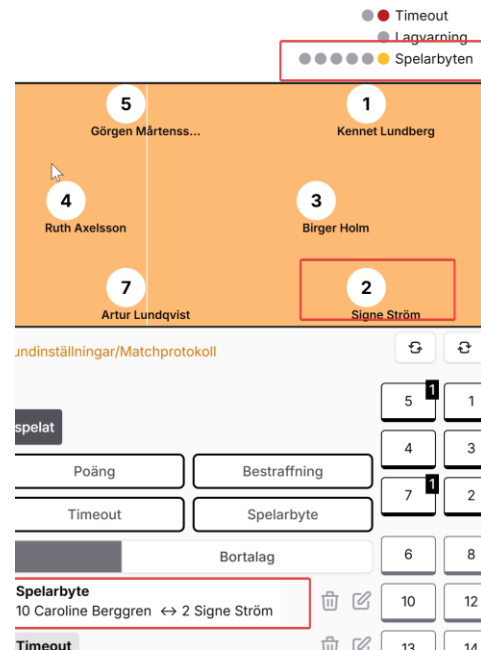 Timeout
Lagvarning
Spelarbyten
5 1
Görgen Mårtenss... Kennet Lundberg
4 3
Ruth Axelsson Birger Holm
7 2
Artur Lundqvist Signe Ström
undinställningar/Matchprotokoll
5 1 1
spelat
4 3
Poäng Bestraffning
7 1 2
Timeout Spelarbyte
Bortalag 6 8
Spelarbyte
10 Caroline Berggren ↔ 2 Signe Ström 10 12
Timeout 13 14